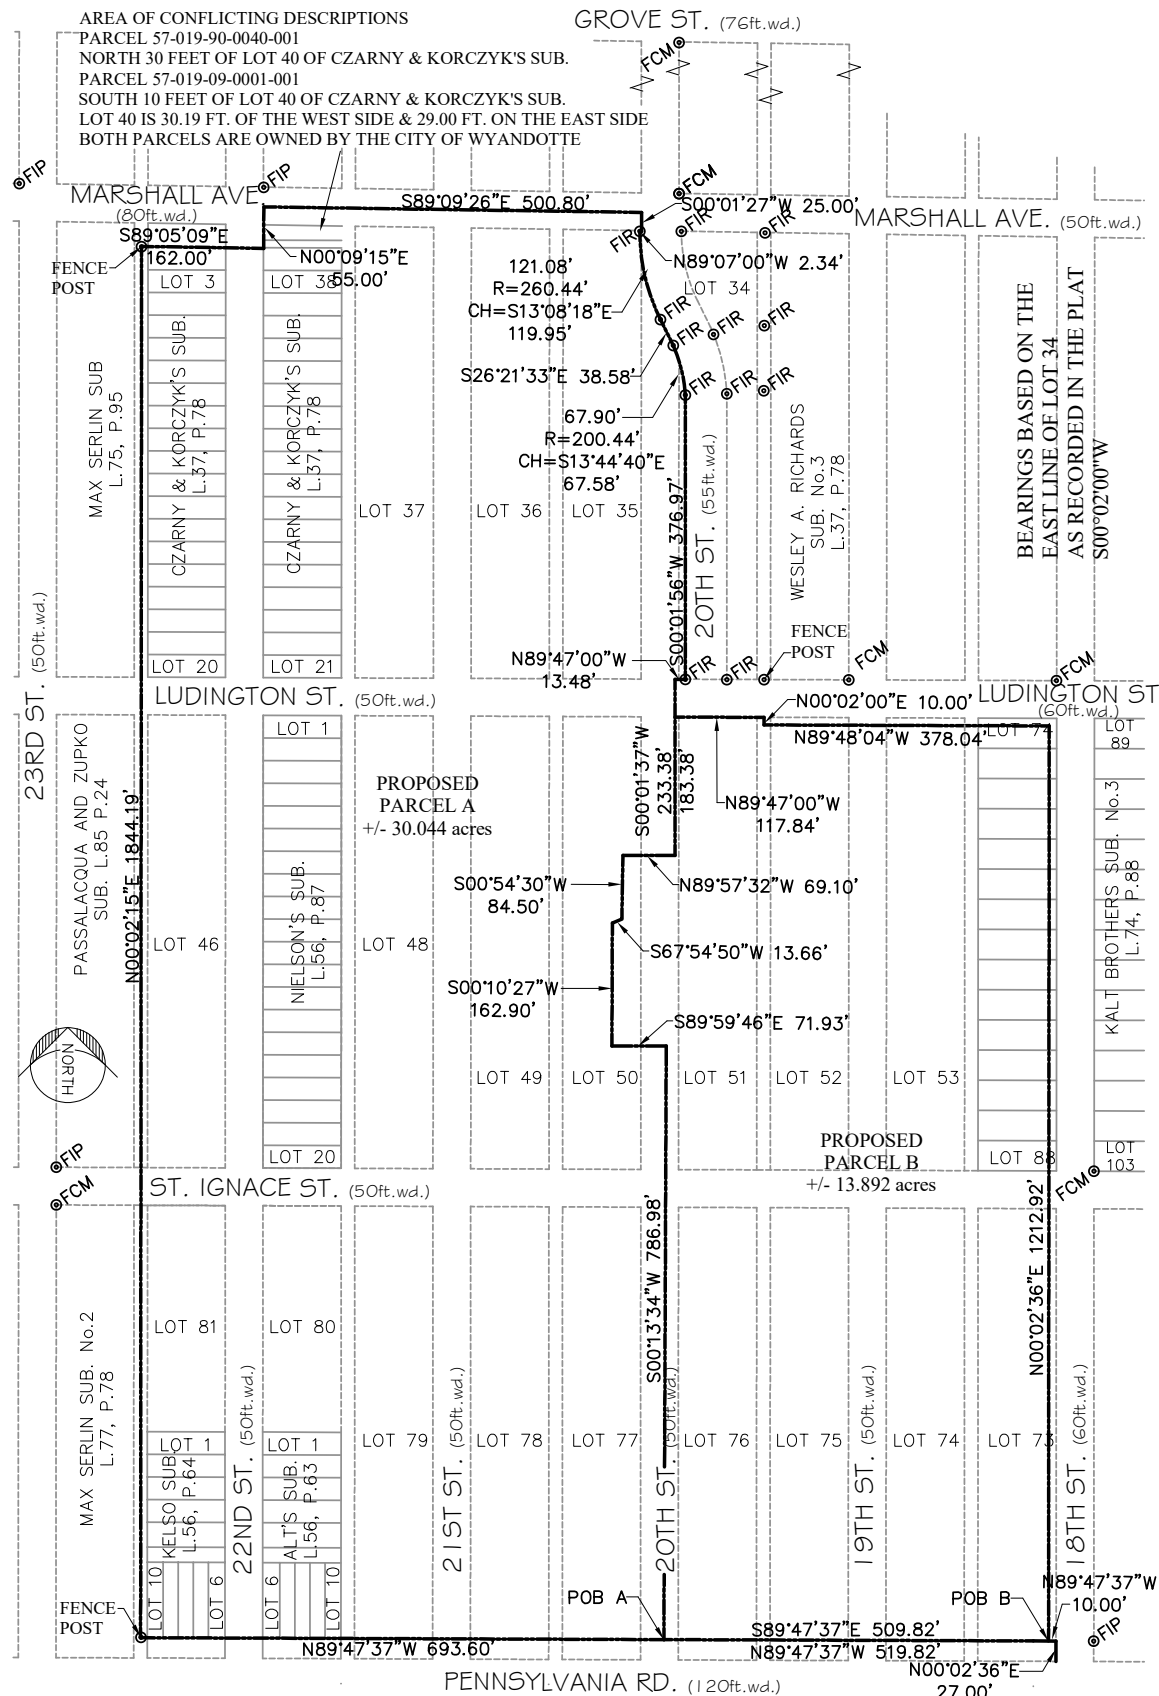 AREA OF CONFLICTING DESCRIPTIONS
PARCEL 57-019-90-0040-001
NORTH 30 FEET OF LOT 40 OF CZARNY & KORCZYK'S SUB.
PARCEL 57-019-09-0001-001
SOUTH 10 FEET OF LOT 40 OF CZARNY & KORCZYK'S SUB.
LOT 40 IS 30.19 FT. OF THE WEST SIDE & 29.00 FT. ON THE EAST SIDE
BOTH PARCELS ARE OWNED BY THE CITY OF WYANDOTTE
GROVE ST. (76ft.wd.)
FCM
FIP
FIP
FCM
MARSHALL AVE.
(80ft.wd.)
S89°09'26"E 500.80'
S00°01'27"W 25.00'
MARSHALL AVE. (50ft.wd.)
S89°05'09"E
162.00'
N00°09'15"E
55.00'
FIR
FIR
FIR
N89°07'00"W 2.34'
FENCE
POST
LOT 3
LOT 38
121.08'
R=260.44'
CH=S13°08'18"E
119.95'
LOT 34
FIR
FIR
FIR
S26°21'33"E 38.58'
FIR
FIR
FIR
67.90'
R=200.44'
CH=S13°44'40"E
67.58'
BEARINGS BASED ON THE
EAST LINE OF LOT 34
AS RECORDED IN THE PLAT
S00°02'00"W
MAX SERLIN SUB
L.75, P.95
CZARNY & KORCZYK'S SUB.
L.37, P.78
CZARNY & KORCZYK'S SUB.
L.37, P.78
LOT 37
LOT 36
LOT 35
S00°01'56"W 376.97'
20TH ST. (55ft.wd.)
WESLEY A. RICHARDS
SUB. No.3
L.37, P.78
FENCE
POST
LOT 20
LOT 21
N89°47'00"W
13.48'
FIR
FIR
FCM
FCM
23RD ST. (50ft.wd.)
LUDINGTON ST. (50ft.wd.)
N00°02'00"E 10.00'
LUDINGTON ST
(60ft.wd.)
LOT 1
LOT 74
LOT
89
N89°48'04"W 378.04'
S00°01'37"W
233.38'
183.38'
N89°47'00"W
117.84'
PROPOSED
PARCEL A
+/- 30.044 acres
PASSALACQUA AND ZUPKO
SUB. L.85 P.24
N00°02'15"E 1844.19'
NIELSON'S SUB.
L.56, P.87
S00°54'30"W
84.50'
N89°57'32"W 69.10'
KALT BROTHERS SUB. No.3
L.74, P.88
LOT 46
LOT 48
S67°54'50"W 13.66'
S00°10'27"W
162.90'
S89°59'46"E 71.93'
NORTH
LOT 49
LOT 50
LOT 51
LOT 52
LOT 53
PROPOSED
PARCEL B
+/- 13.892 acres
FIP
LOT 20
LOT 88
LOT
103
FCM
ST. IGNACE ST. (50ft.wd.)
FCM
S00°13'34"W 786.98'
N00°02'36"E 1212.92'
MAX SERLIN SUB. No.2
L.77, P.78
LOT 81
LOT 80
LOT 1
LOT 1
LOT 79
LOT 78
LOT 77
LOT 76
LOT 75
LOT 74
LOT 73
KELSO SUB.
L.56, P.64
22ND ST. (50ft.wd.)
ALT'S SUB.
L.56, P.63
21ST ST. (50ft.wd.)
20TH ST. (50ft.wd.)
19TH ST. (50ft.wd.)
18TH ST. (60ft.wd.)
LOT 10
LOT 6
LOT 6
LOT 10
FENCE
POST
POB A
POB B
N89°47'37"W
10.00'
FIP
N89°47'37"W 693.60'
S89°47'37"E 509.82'
N89°47'37"W 519.82'
N00°02'36"E
27.00'
PENNSYLVANIA RD. (120ft.wd.)